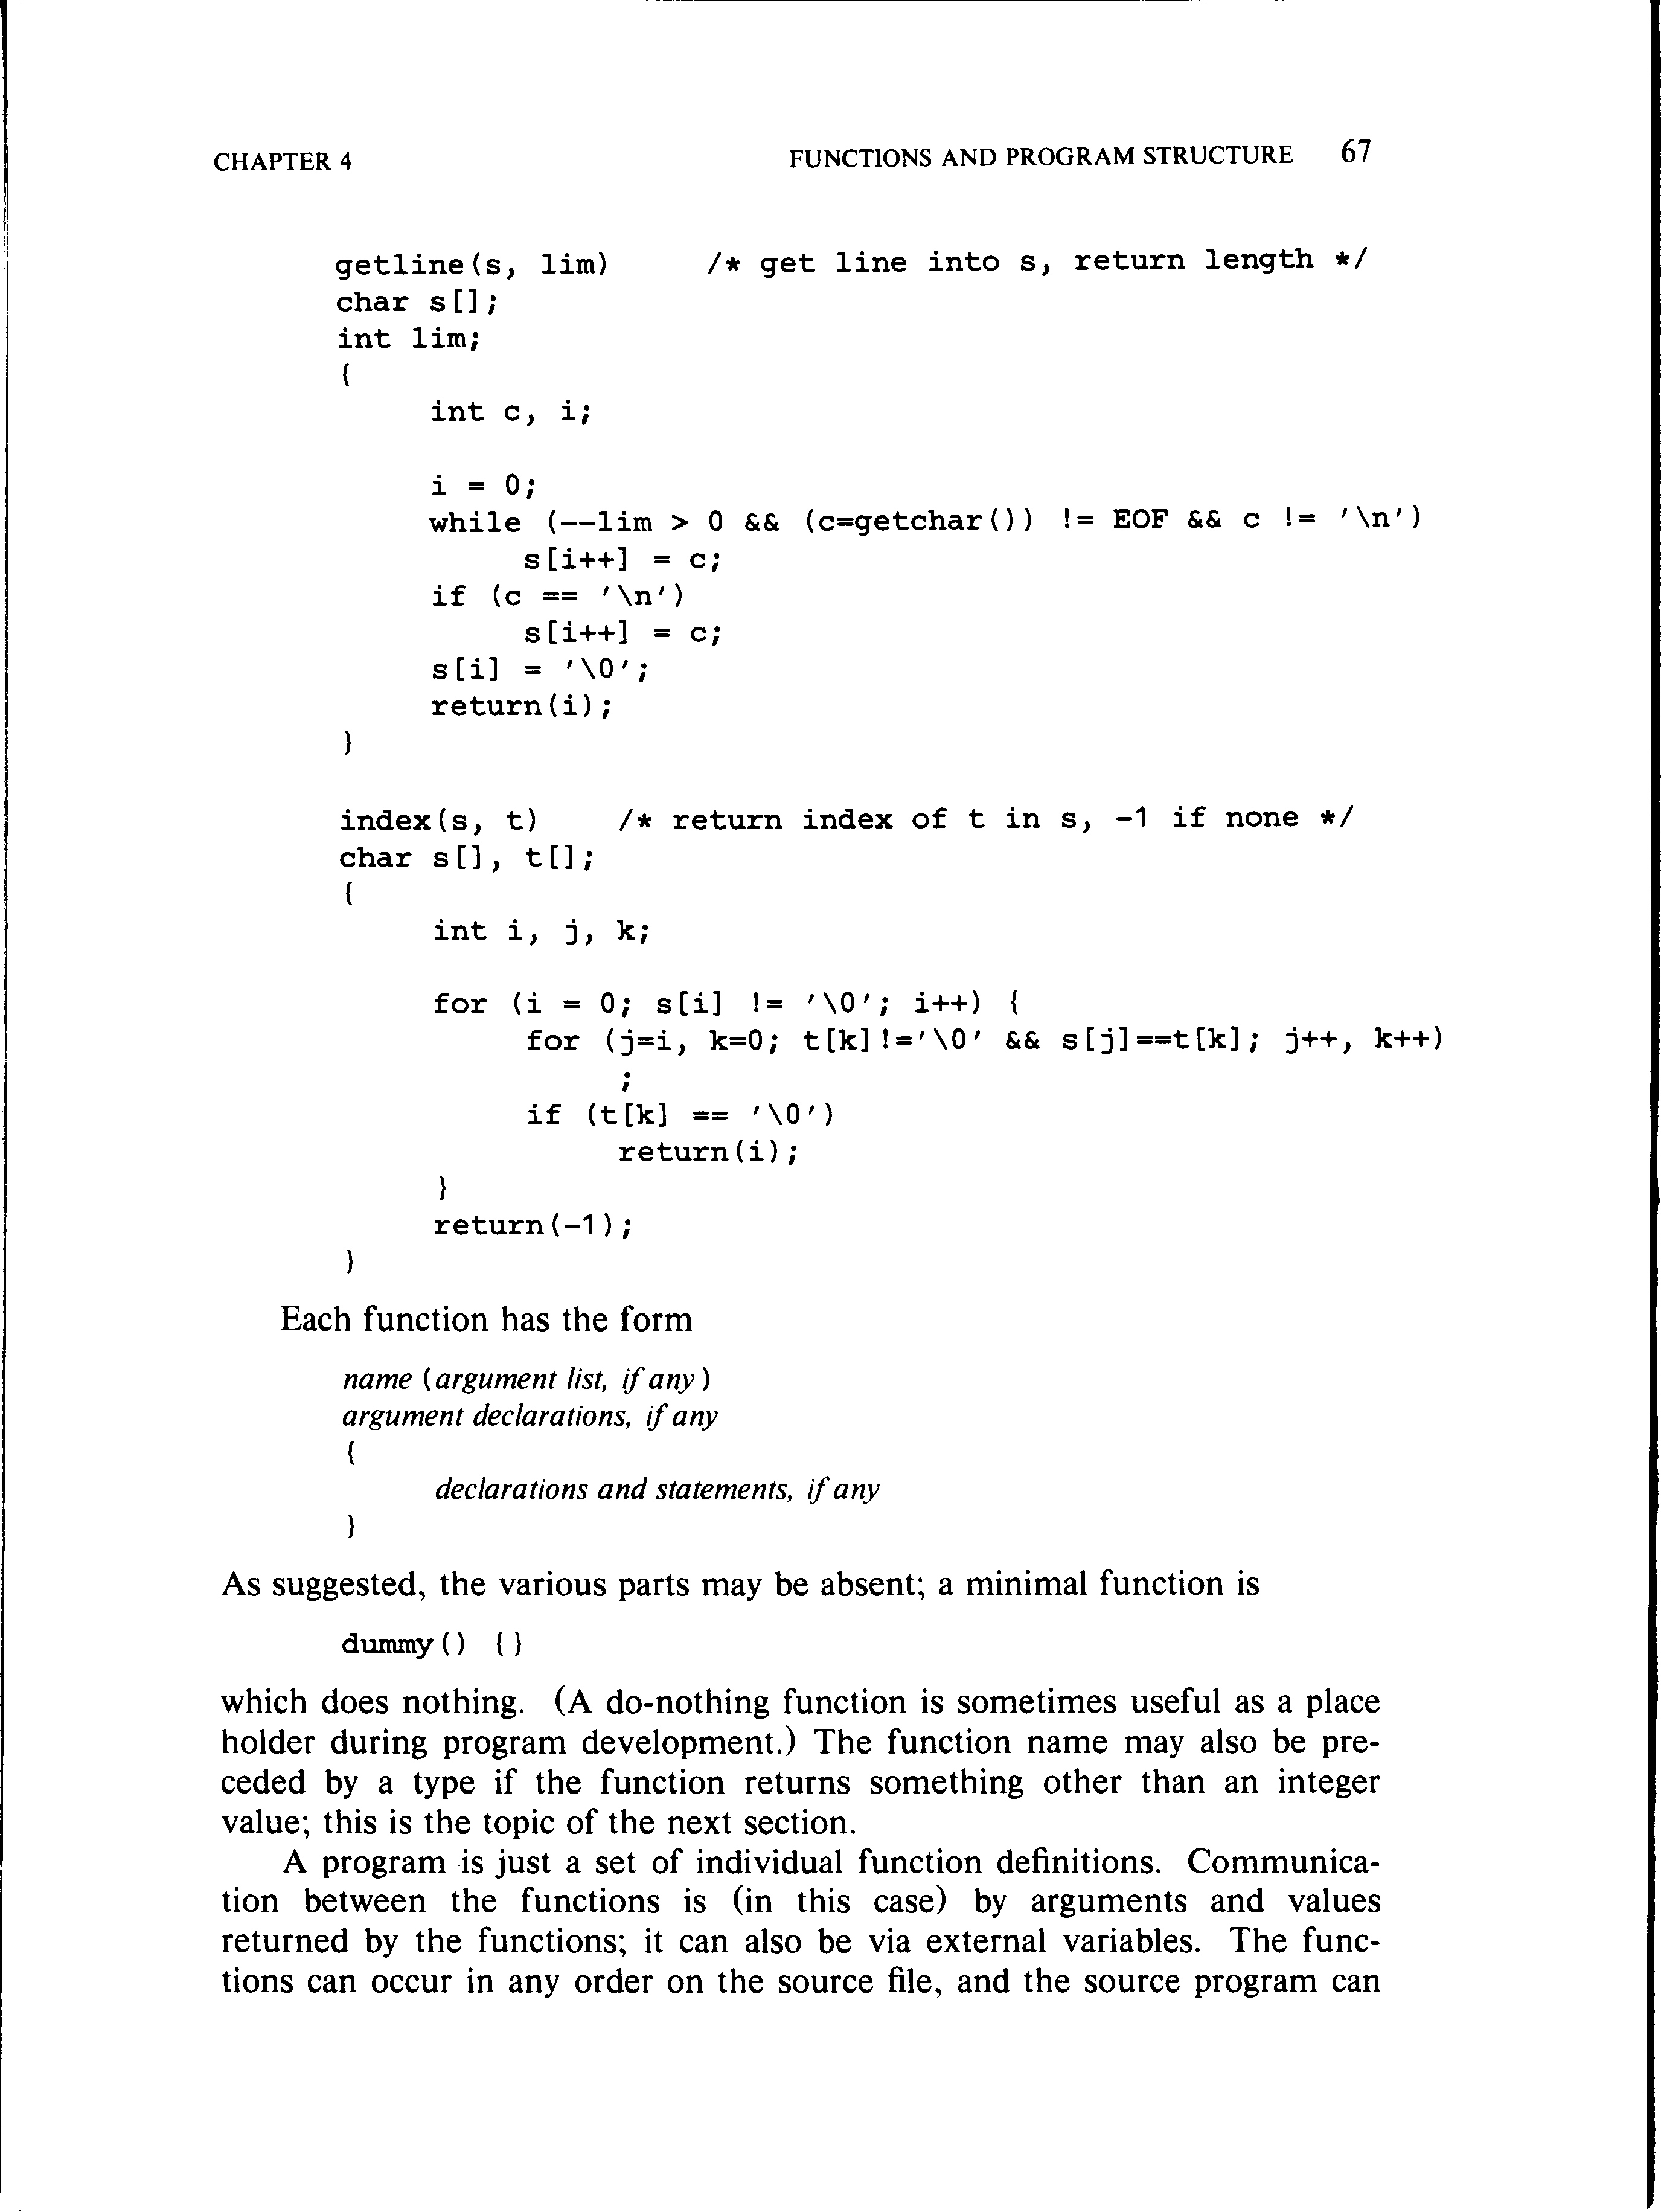 CHAPTER 4 FUNCTIONS AND PROGRAM STRUCTURE 67
getline(s, lim) /* get line into s, return length */
char s[];
int lim;
{
int c, i;
i = 0;
while (--lim > 0 && (c=getchar()) != EOF && c != '\n')
s[i++] = c;
if (c == '\n')
s[i++] = c;
s[i] = '\0';
return(i);
}
index(s, t) /* return index of t in s, -1 if none */
char s[], t[];
{
int i, j, k;
for (i = 0; s[i] != '\0'; i++) {
for (j=i, k=0; t[k]!='\0' && s[j]==t[k]; j++, k++)
;
if (t[k] == '\0')
return(i);
}
return(-1);
}
Each function has the form
name (argument list, if any)
argument declarations, if any
{
declarations and statements, if any
}
As suggested, the various parts may be absent; a minimal function is
dummy() {}
which does nothing. (A do-nothing function is sometimes useful as a place
holder during program development.) The function name may also be pre-
ceded by a type if the function returns something other than an integer
value; this is the topic of the next section.
A program is just a set of individual function definitions. Communica-
tion between the functions is (in this case) by arguments and values
returned by the functions; it can also be via external variables. The func-
tions can occur in any order on the source file, and the source program can